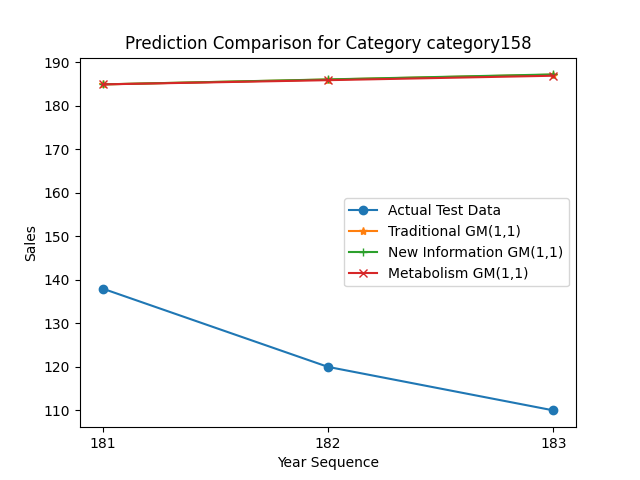 Prediction Comparison for Category category158
190
180
170
160
150
140
130
120
110
Sales
Actual Test Data
Traditional GM(1,1)
New Information GM(1,1)
Metabolism GM(1,1)
181
182
183
Year Sequence